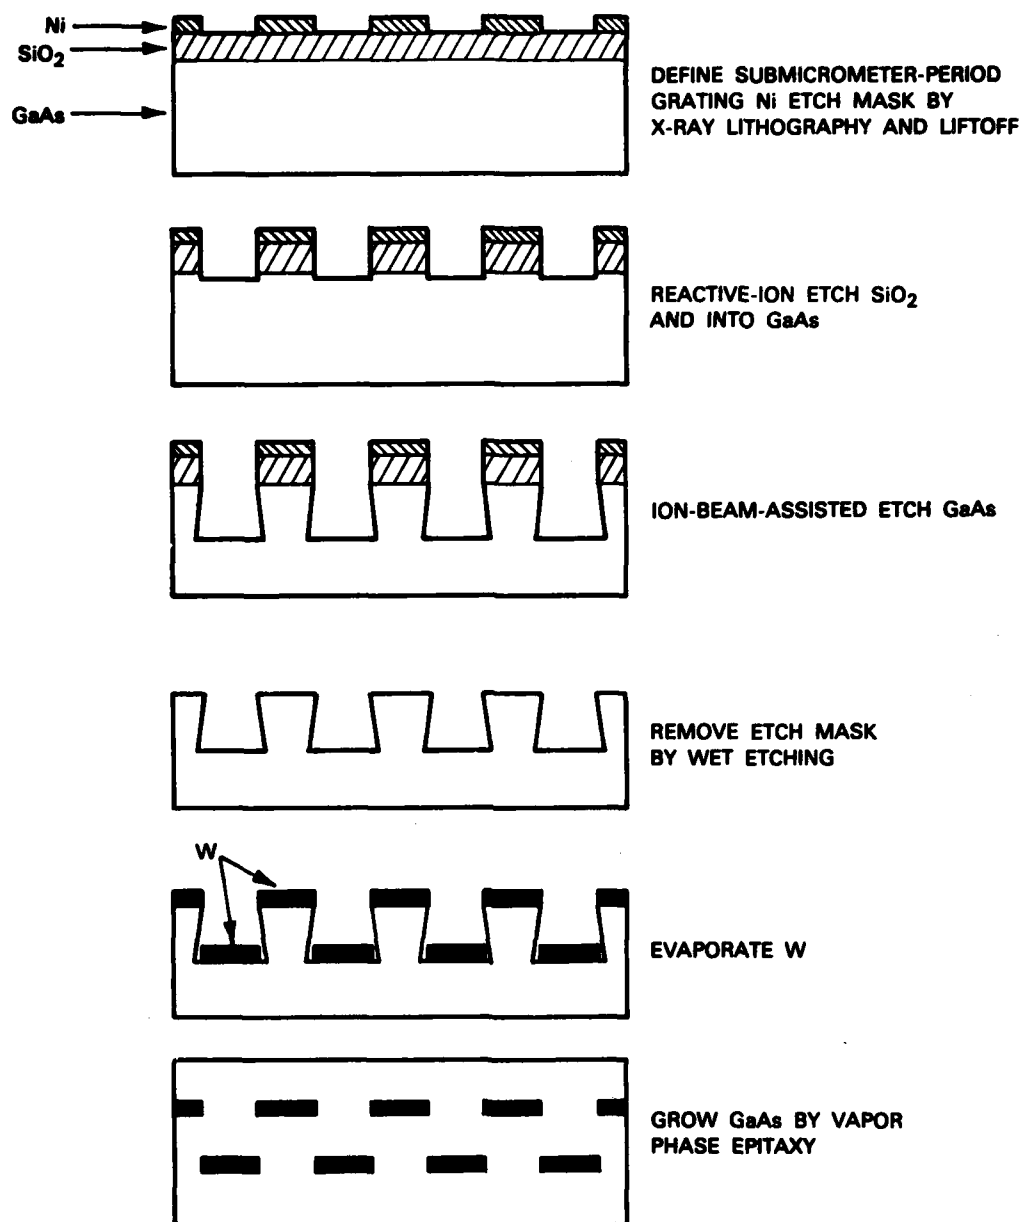 Ni
SiO₂
GaAs
DEFINE SUBMICROMETER-PERIOD
GRATING Ni ETCH MASK BY
X-RAY LITHOGRAPHY AND LIFTOFF
REACTIVE-ION ETCH SiO₂
AND INTO GaAs
ION-BEAM-ASSISTED ETCH GaAs
REMOVE ETCH MASK
BY WET ETCHING
W
EVAPORATE W
GROW GaAs BY VAPOR
PHASE EPITAXY